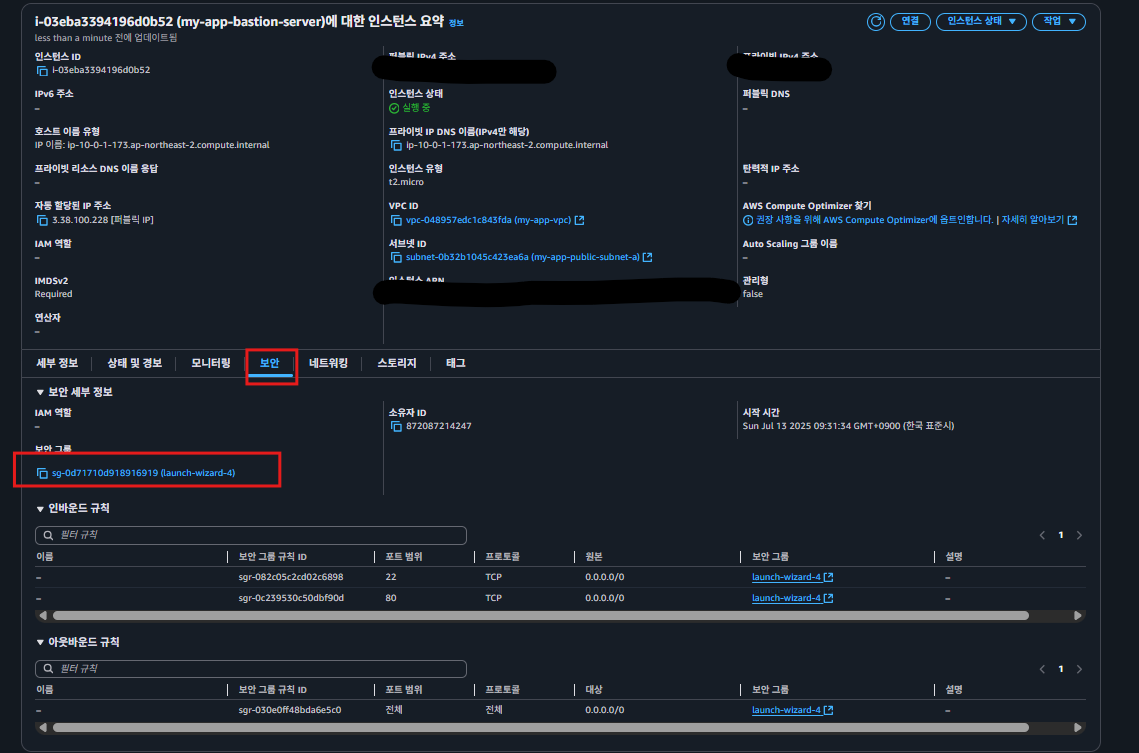 i-03eba3394196d0b52 (my-app-bastion-server)에 대한 인스턴스 요약 정보
less than a minute 전에 업데이트됨
연결
인스턴스 상태
작업
인스턴스 ID
i-03eba3394196d0b52
퍼블릭 IPv4 주소
프라이빗 IPv4 주소
IPv6 주소
–
인스턴스 상태
실행 중
퍼블릭 DNS
–
호스트 이름 유형
IP 이름: ip-10-0-1-173.ap-northeast-2.compute.internal
프라이빗 IP DNS 이름(IPv4만 해당)
ip-10-0-1-173.ap-northeast-2.compute.internal
프라이빗 리소스 DNS 이름 응답
–
인스턴스 유형
t2.micro
탄력적 IP 주소
–
자동 할당된 IP 주소
3.38.100.228 [퍼블릭 IP]
VPC ID
vpc-048957edc1c843fda (my-app-vpc)
AWS Compute Optimizer 찾기
권장 사항을 위해 AWS Compute Optimizer에 옵트인합니다. | 자세히 알아보기
IAM 역할
–
서브넷 ID
subnet-0b32b1045c423ea6a (my-app-public-subnet-a)
Auto Scaling 그룹 이름
–
IMDSv2
Required
인스턴스 ARN
관리형
false
연산자
–
세부 정보
상태 및 경보
모니터링
보안
네트워킹
스토리지
태그
▼ 보안 세부 정보
IAM 역할
–
소유자 ID
872087214247
시작 시간
Sun Jul 13 2025 09:31:34 GMT+0900 (한국 표준시)
보안 그룹
sg-0d71710d918916919 (launch-wizard-4)
▼ 인바운드 규칙
필터 규칙
1
이름 보안 그룹 규칙 ID 포트 범위 프로토콜 원본 보안 그룹 설명
– sgr-082c05c2cd02c6898 22 TCP 0.0.0.0/0 launch-wizard-4 –
– sgr-0c239530c50dbf90d 80 TCP 0.0.0.0/0 launch-wizard-4 –
▼ 아웃바운드 규칙
필터 규칙
1
이름 보안 그룹 규칙 ID 포트 범위 프로토콜 대상 보안 그룹 설명
– sgr-030e0ff48bda6e5c0 전체 전체 0.0.0.0/0 launch-wizard-4 –